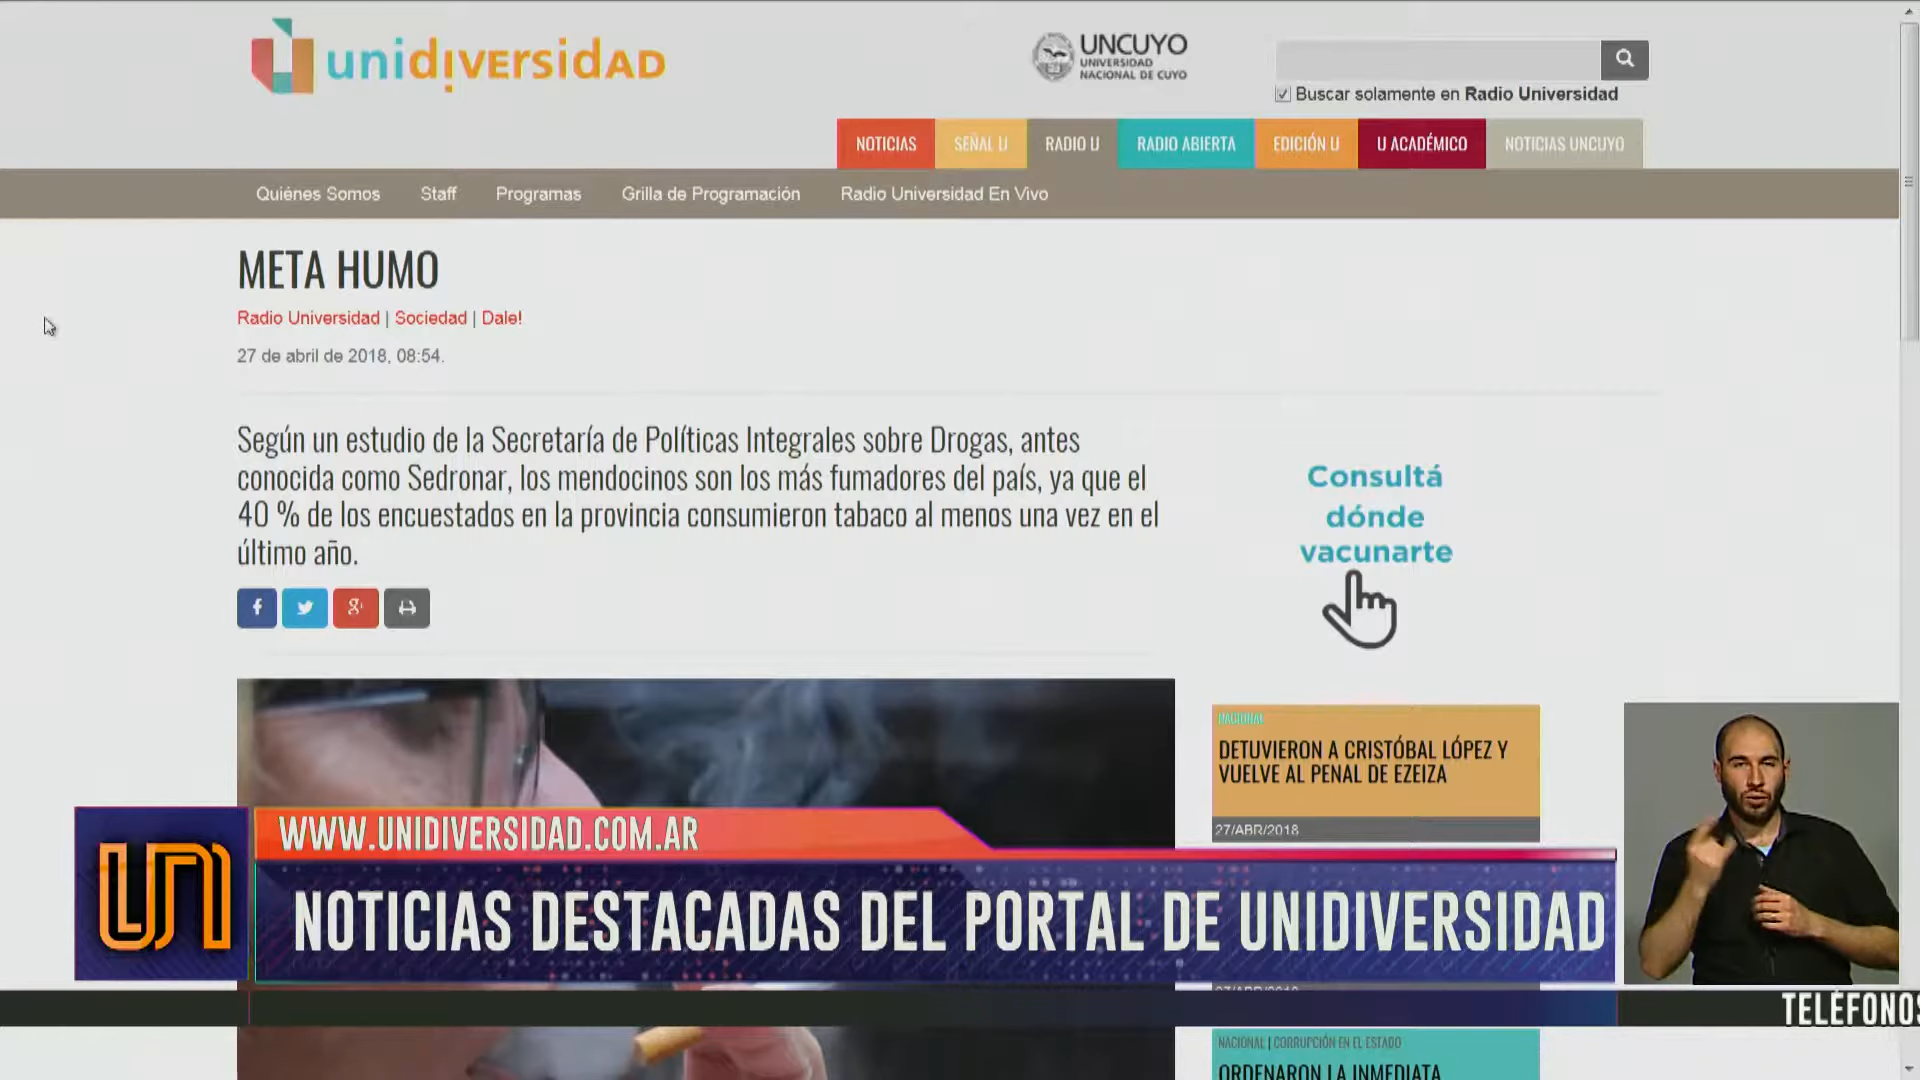 unidiversidad
UNCUYO
UNIVERSIDAD
NACIONAL DE CUYO
Buscar solamente en Radio Universidad
NOTICIAS
SEÑAL U
RADIO U
RADIO ABIERTA
EDICIÓN U
U ACADÉMICO
NOTICIAS UNCUYO
Quiénes Somos
Staff
Programas
Grilla de Programación
Radio Universidad En Vivo
META HUMO
Radio Universidad | Sociedad | Dale!
27 de abril de 2018, 08:54.
Según un estudio de la Secretaría de Políticas Integrales sobre Drogas, antes
conocida como Sedronar, los mendocinos son los más fumadores del país, ya que el
40 % de los encuestados en la provincia consumieron tabaco al menos una vez en el
último año.
Consultá
dónde
vacunarte
NACIONAL
DETUVIERON A CRISTÓBAL LÓPEZ Y
VUELVE AL PENAL DE EZEIZA
27/ABR/2018
WWW.UNIDIVERSIDAD.COM.AR
UN
NOTICIAS DESTACADAS DEL PORTAL DE UNIDIVERSIDAD
27/ABR/2018
TELÉFONOS
NACIONAL | CORRUPCIÓN EN EL ESTADO
ORDENARON LA INMEDIATA